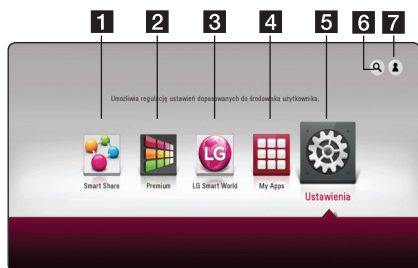 1 2 3 4 5 6 7
Umożliwia regulację ustawień dopasowanych do środowiska użytkownika.
LG
Smart Share Premium LG Smart World My Apps
Ustawienia